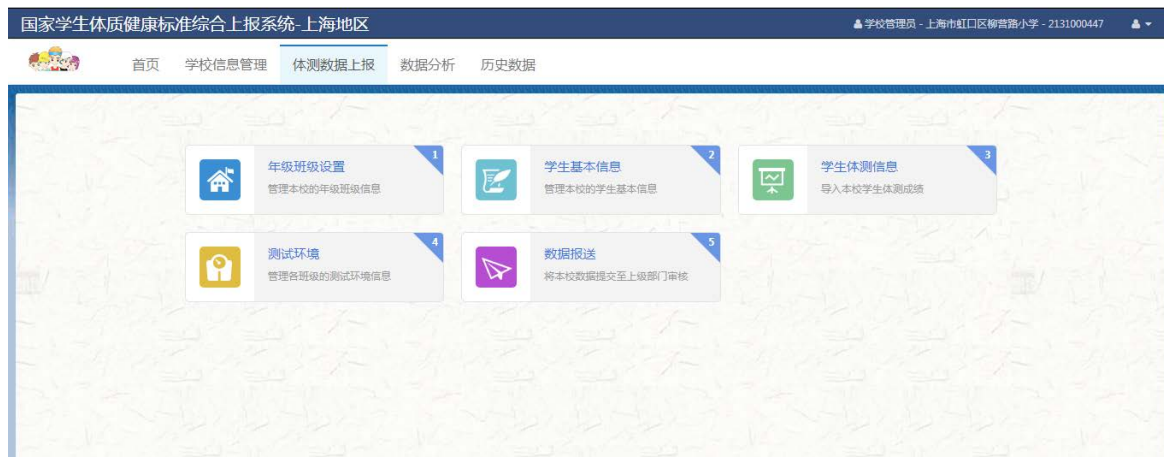 国家学生体质健康标准综合上报系统-上海地区
学校管理员 - 上海市虹口区柳营路小学 - 2131000447
首页 学校信息管理 体测数据上报 数据分析 历史数据
年级班级设置 1
管理本校的年级班级信息
学生基本信息 2
管理本校的学生基本信息
学生体测信息 3
导入本校学生体测成绩
测试环境 4
管理各班级的测试环境信息
数据报送 5
将本校数据提交至上级部门审核